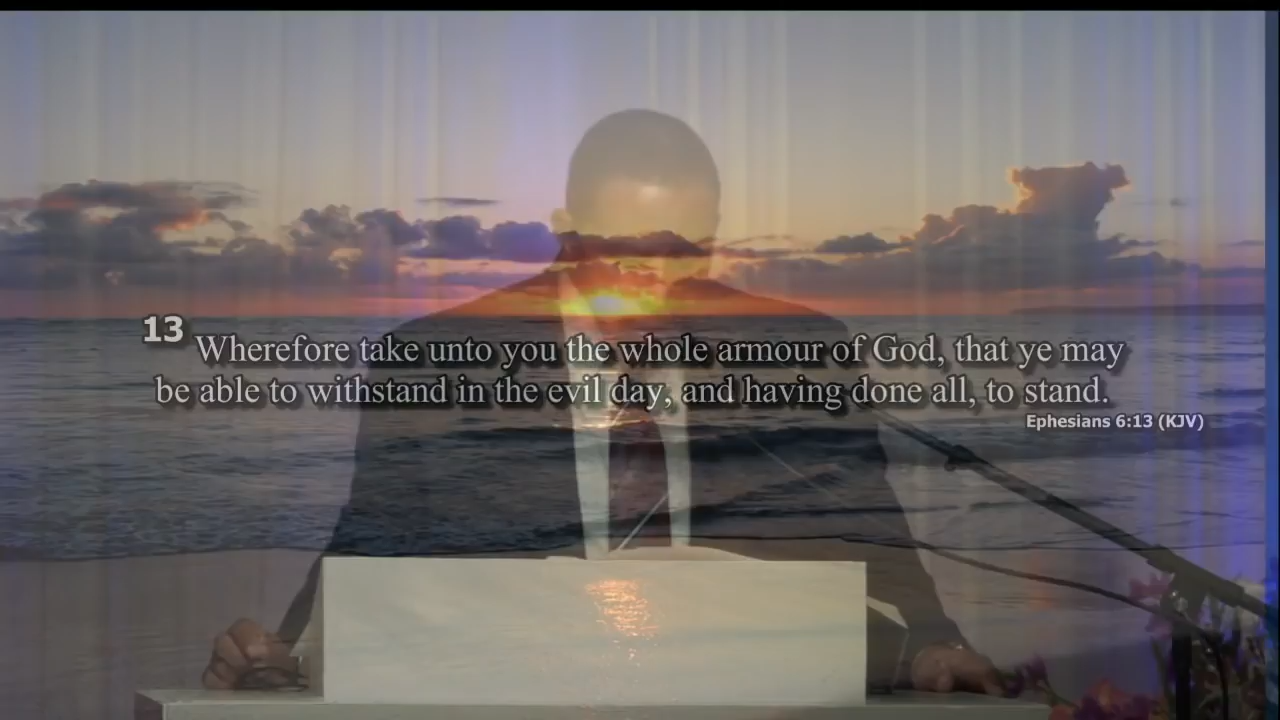 13 Wherefore take unto you the whole armour of God, that ye may
be able to withstand in the evil day, and having done all, to stand.
Ephesians 6:13 (KJV)